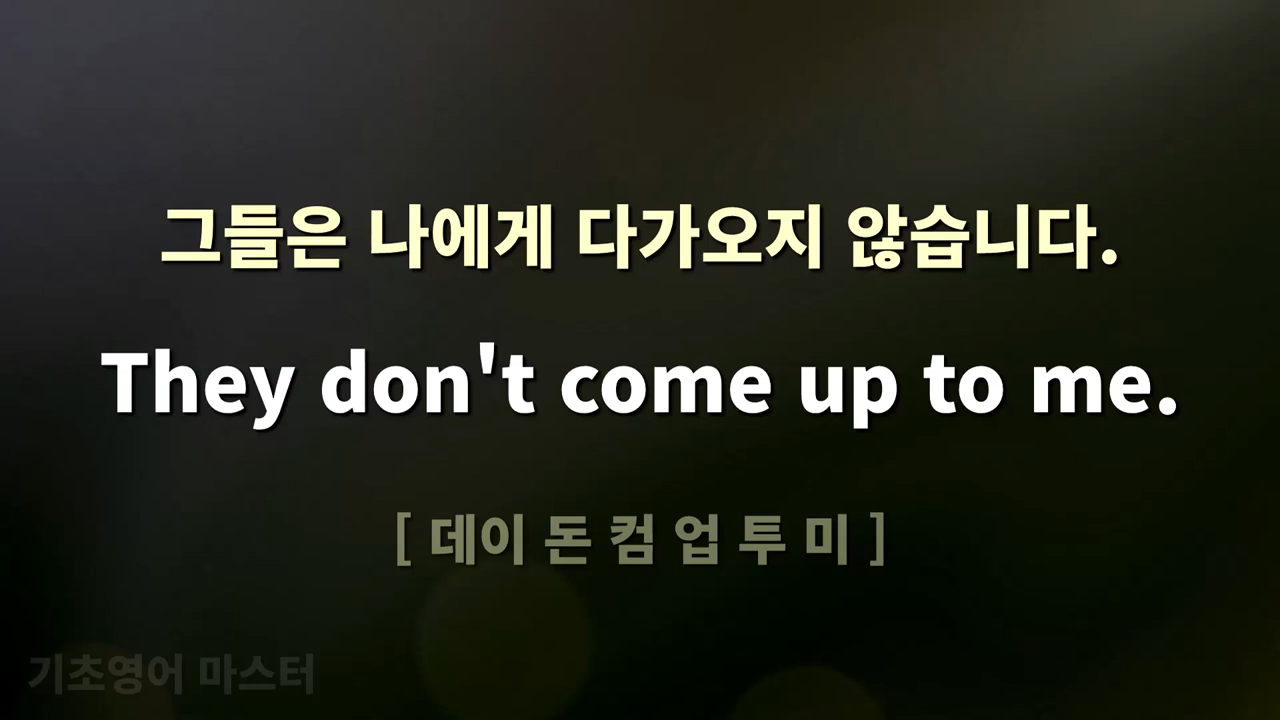 그들은 나에게 다가오지 않습니다.
They don't come up to me.
[ 데이 돈 컴 업 투 미 ]
기초영어 마스터